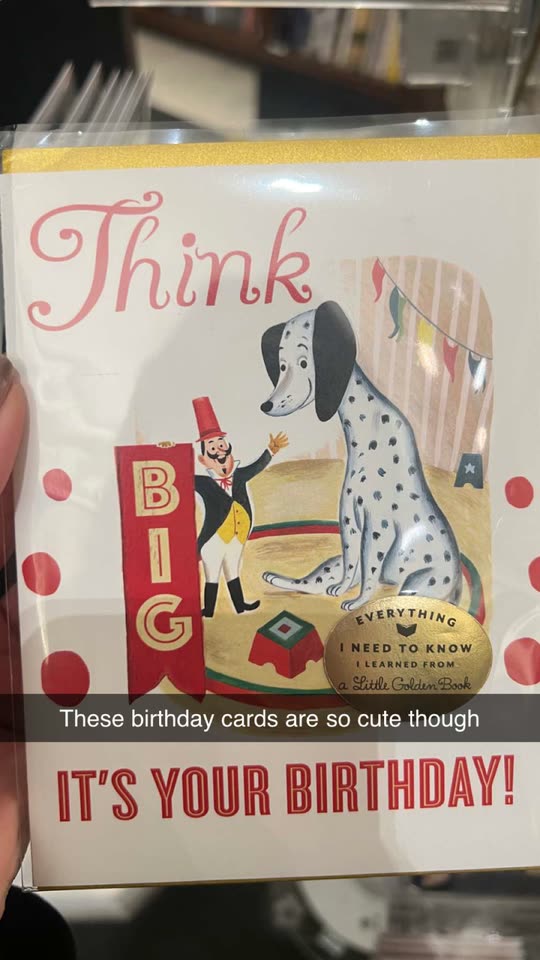 Think
BIG
EVERYTHING
I NEED TO KNOW
I LEARNED FROM
a Little Golden Book
These birthday cards are so cute though
IT'S YOUR BIRTHDAY!